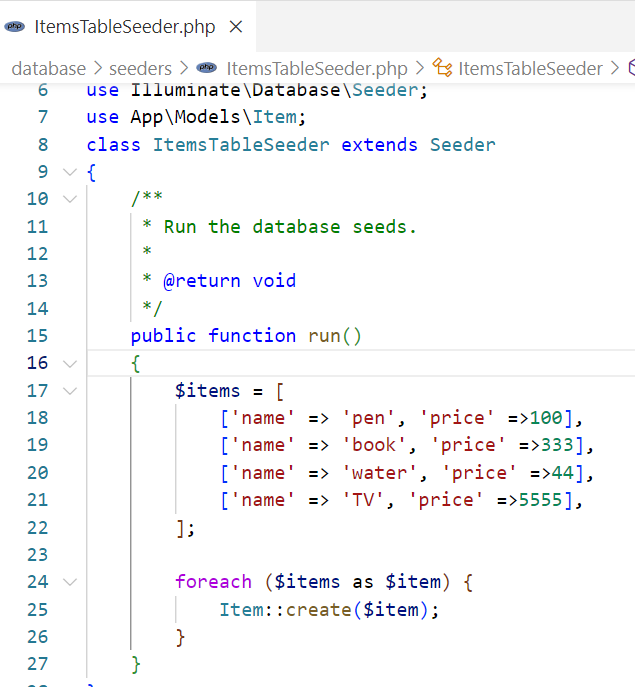 php ItemsTableSeeder.php ×
database > seeders > php ItemsTableSeeder.php > ItemsTableSeeder >
6 use Illuminate\Database\Seeder;
7 use App\Models\Item;
8 class ItemsTableSeeder extends Seeder
9 {
10 /**
11 * Run the database seeds.
12 *
13 * @return void
14 */
15 public function run()
16 {
17 $items = [
18 ['name' => 'pen', 'price' =>100],
19 ['name' => 'book', 'price' =>333],
20 ['name' => 'water', 'price' =>44],
21 ['name' => 'TV', 'price' =>5555],
22 ];
23
24 foreach ($items as $item) {
25 Item::create($item);
26 }
27 }